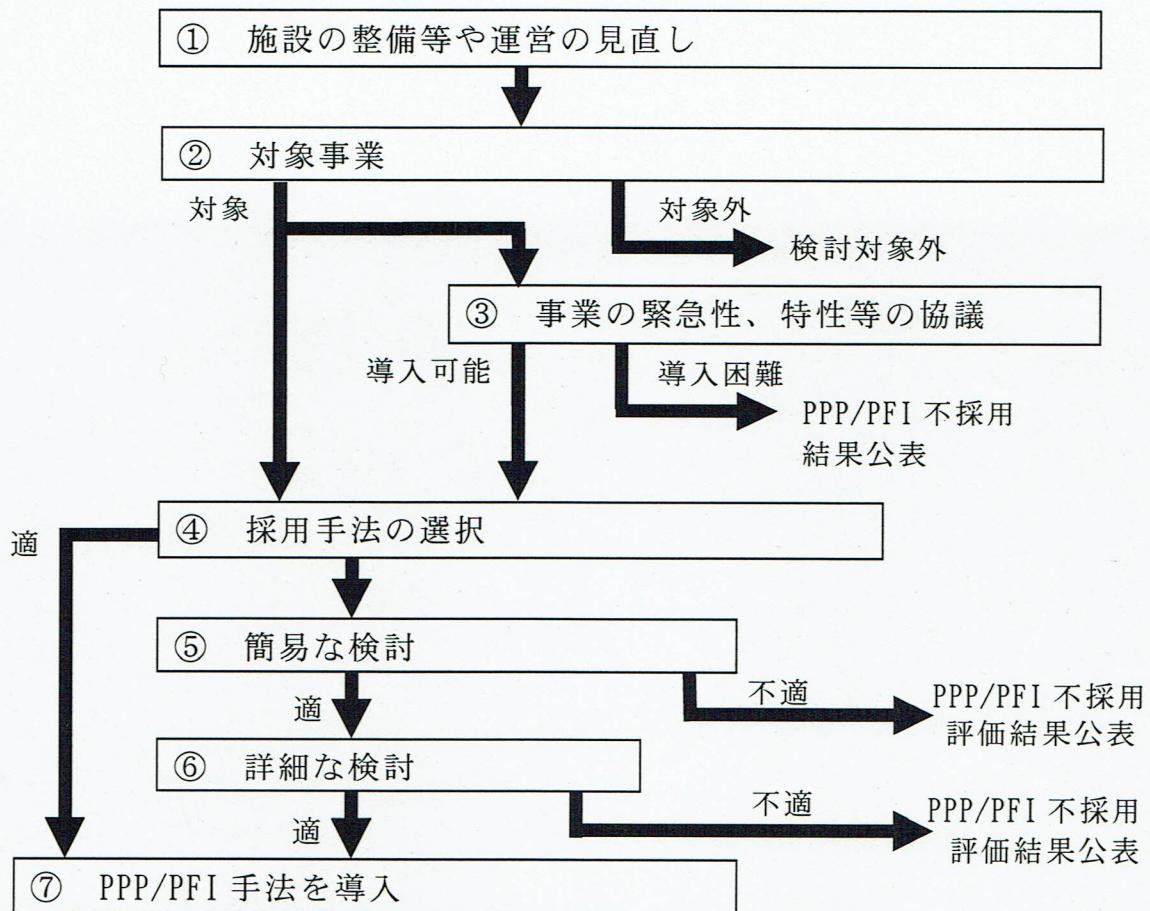 ① 施設の整備等や運営の見直し
② 対象事業
対象
対象外
検討対象外
③ 事業の緊急性、特性等の協議
導入可能
導入困難
PPP/PFI 不採用
結果公表
④ 採用手法の選択
適
⑤ 簡易な検討
適
不適
PPP/PFI 不採用
評価結果公表
⑥ 詳細な検討
適
不適
PPP/PFI 不採用
評価結果公表
⑦ PPP/PFI 手法を導入